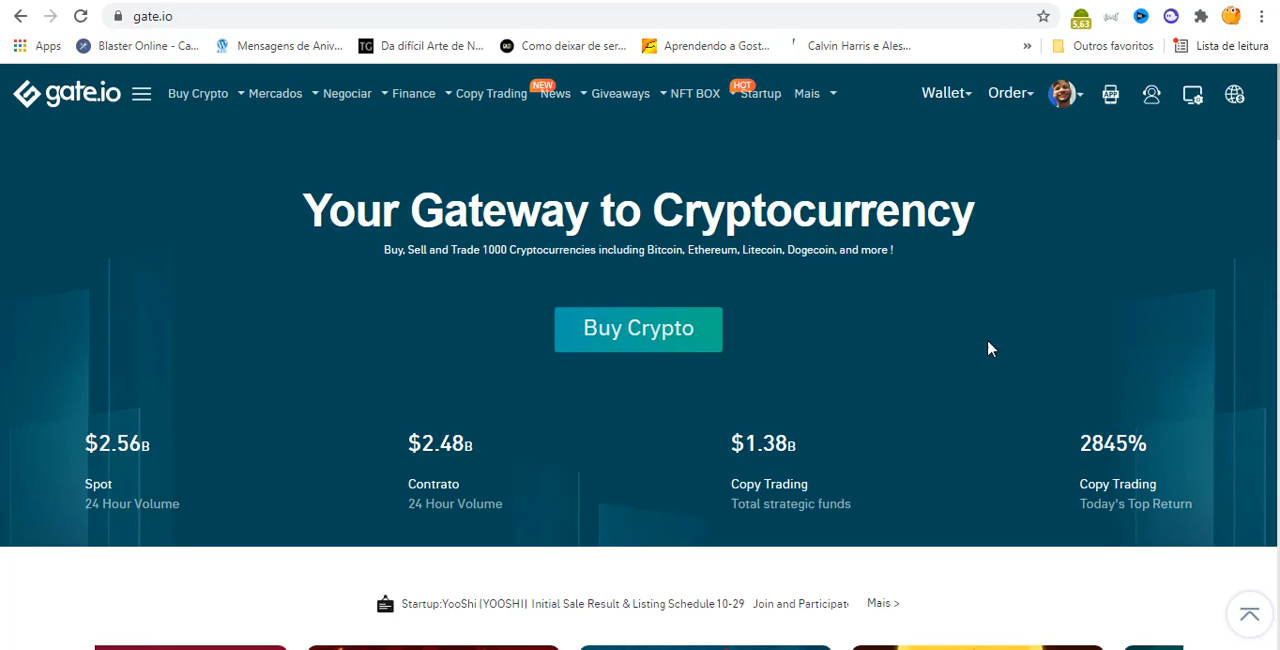 gate.io
5,63
Apps Blaster Online - Ca... Mensagens de Aniv... TG Da difícil Arte de N... Como deixar de ser... Aprendendo a Gost... Calvin Harris e Ales... » Outros favoritos Lista de leitura
gate.io Buy Crypto Mercados Negociar Finance Copy Trading NEW News Giveaways NFT BOX HOT Startup Mais Wallet Order APP
Your Gateway to Cryptocurrency
Buy, Sell and Trade 1000 Cryptocurrencies including Bitcoin, Ethereum, Litecoin, Dogecoin, and more !
Buy Crypto
$2.56B $2.48B $1.38B 2845%
Spot Contrato Copy Trading Copy Trading
24 Hour Volume 24 Hour Volume Total strategic funds Today's Top Return
Startup:YooShi (YOOSHI) Initial Sale Result & Listing Schedule 10-29 Join and Participate Mais >